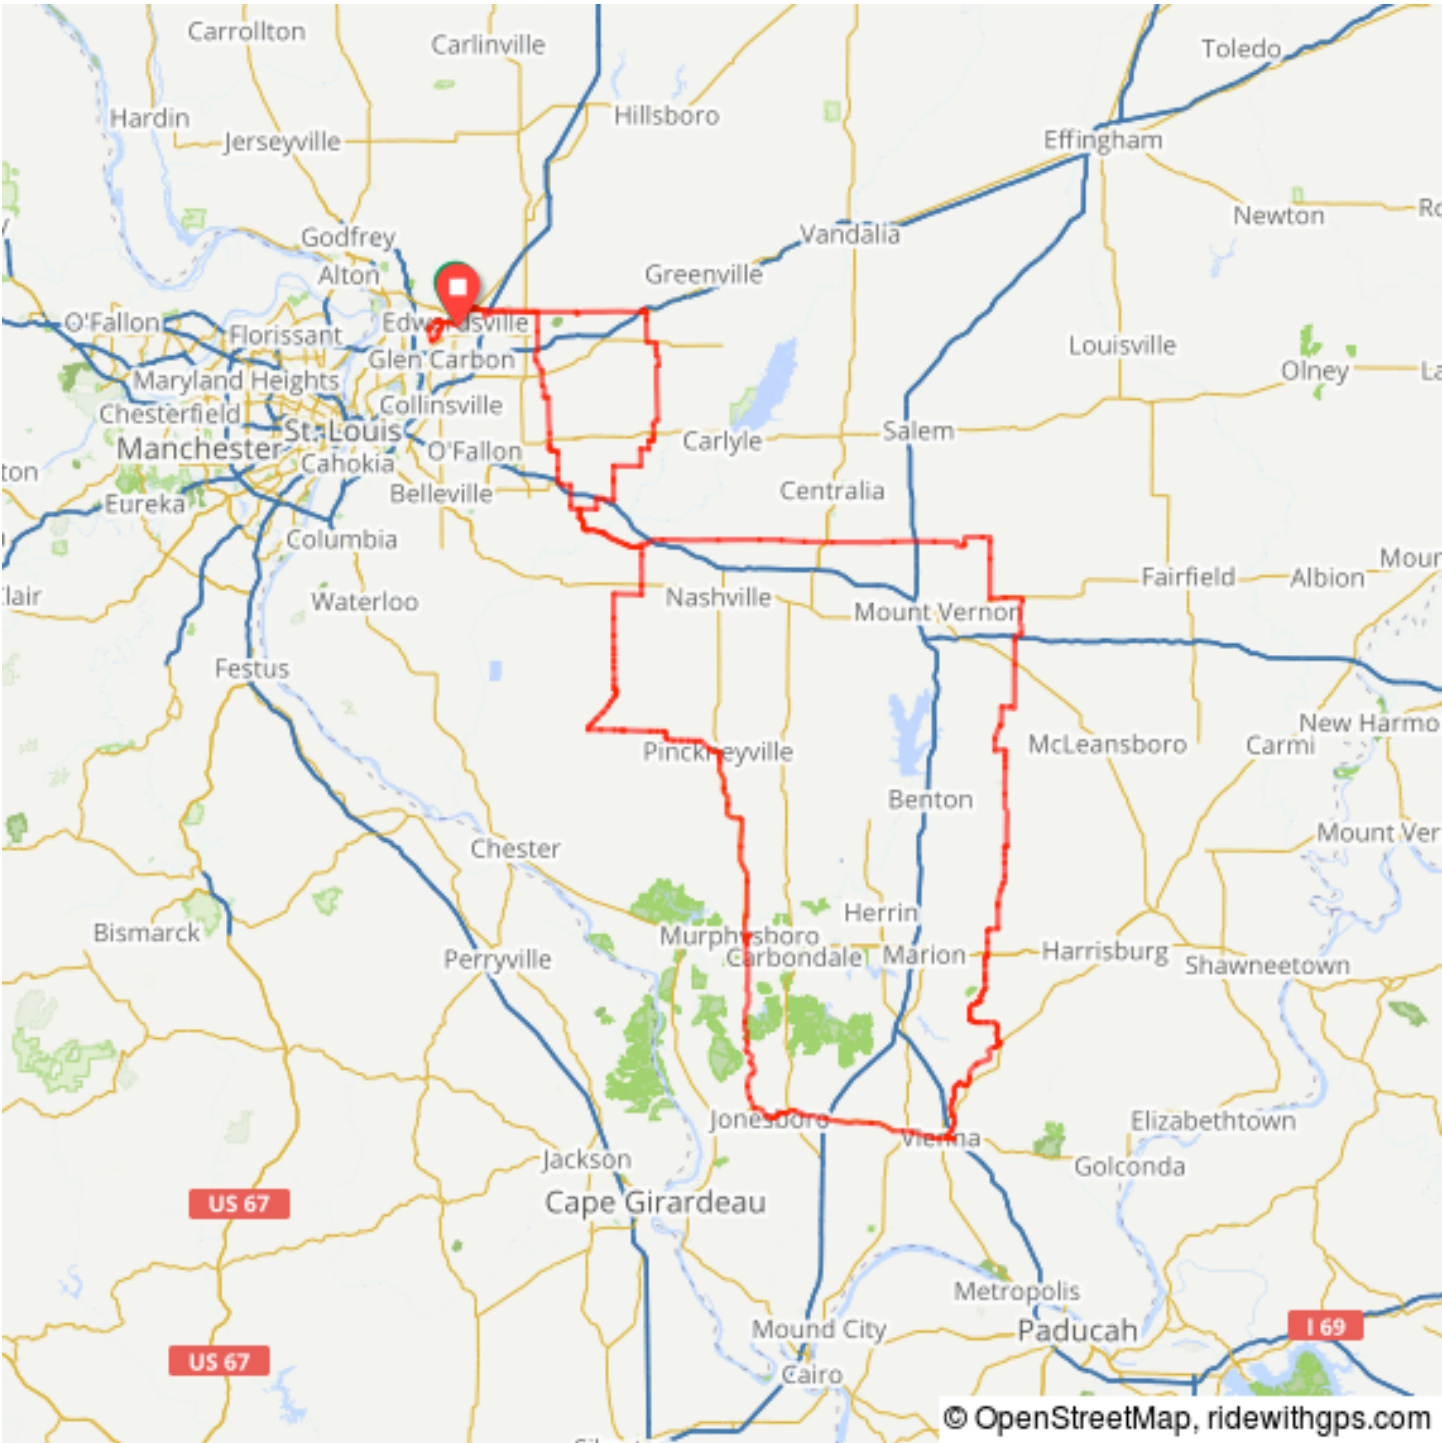 Carrollton
Carlinville
Toledo
Hardin
Hillsboro
Jerseyville
Effingham
Newton
Godfrey
Vandalia
Alton
Greenville
O'Fallon
Edwardsville
Florissant
Glen Carbon
Louisville
Olney
Maryland Heights
Collinsville
Chesterfield
St. Louis
Salem
Manchester
Carlyle
O'Fallon
Cahokia
ton
Belleville
Centralia
Eureka
Columbia
Mour
Fairfield
Albion
lair
Waterloo
Nashville
Mount Vernon
Festus
New Harmo
Pinckneyville
McLeansboro
Carmi
Benton
Mount Ver
Chester
Herrin
Bismarck
Murphysboro
Carbondale
Marion
Harrisburg
Perryville
Shawneetown
Jonesboro
Elizabethtown
Vienna
Jackson
Golconda
US 67
Cape Girardeau
Metropolis
Mound City
Paducah
I 69
US 67
Cairo
© OpenStreetMap, ridewithgps.com